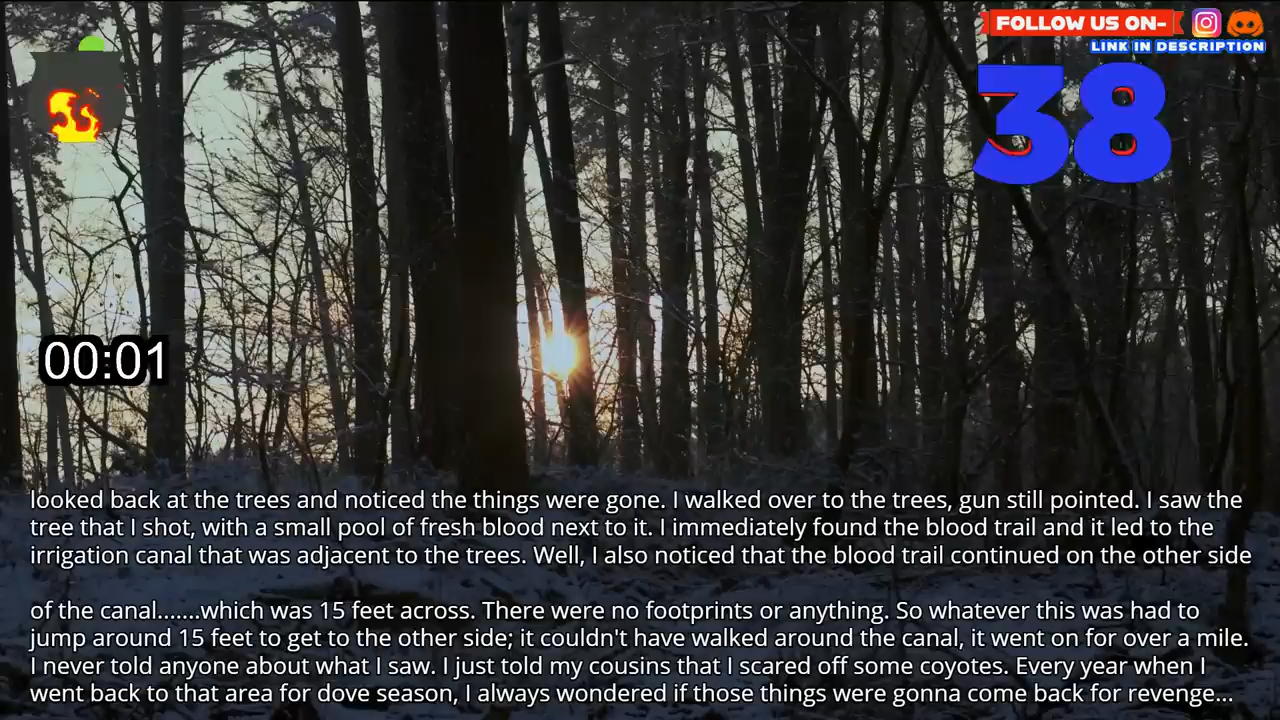 FOLLOW US ON-
LINK IN DESCRIPTION
38
00:01
looked back at the trees and noticed the things were gone. I walked over to the trees, gun still pointed. I saw the
tree that I shot, with a small pool of fresh blood next to it. I immediately found the blood trail and it led to the
irrigation canal that was adjacent to the trees. Well, I also noticed that the blood trail continued on the other side
of the canal.......which was 15 feet across. There were no footprints or anything. So whatever this was had to
jump around 15 feet to get to the other side; it couldn't have walked around the canal, it went on for over a mile.
I never told anyone about what I saw. I just told my cousins that I scared off some coyotes. Every year when I
went back to that area for dove season, I always wondered if those things were gonna come back for revenge...